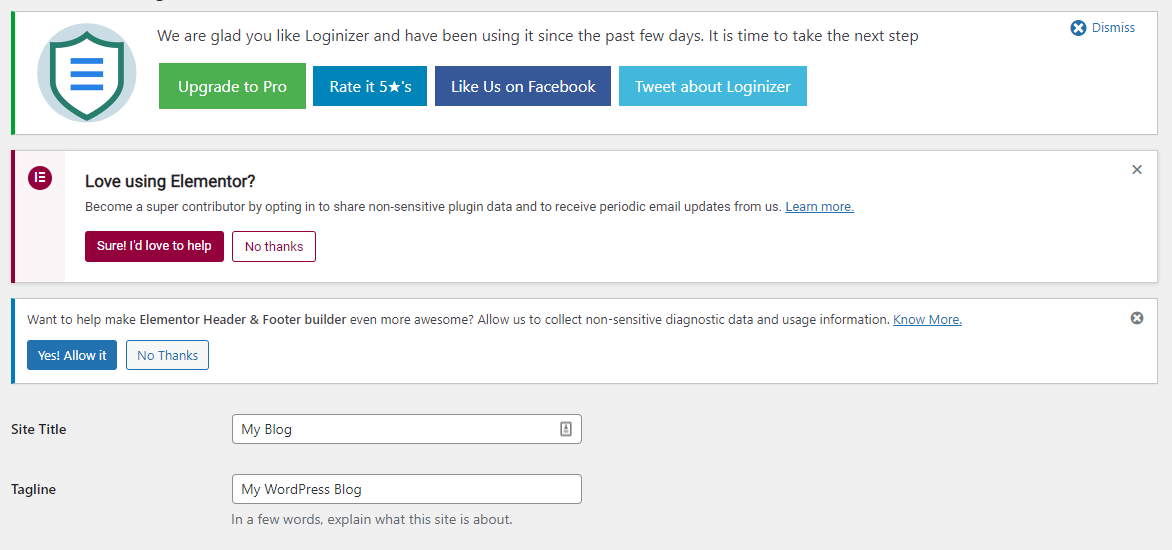 We are glad you like Loginizer and have been using it since the past few days. It is time to take the next step
Dismiss
Upgrade to Pro
Rate it 5★'s
Like Us on Facebook
Tweet about Loginizer
Love using Elementor?
Become a super contributor by opting in to share non-sensitive plugin data and to receive periodic email updates from us. Learn more.
Sure! I'd love to help
No thanks
Want to help make Elementor Header & Footer builder even more awesome? Allow us to collect non-sensitive diagnostic data and usage information. Know More.
Yes! Allow it
No Thanks
Site Title
My Blog
Tagline
My WordPress Blog
In a few words, explain what this site is about.